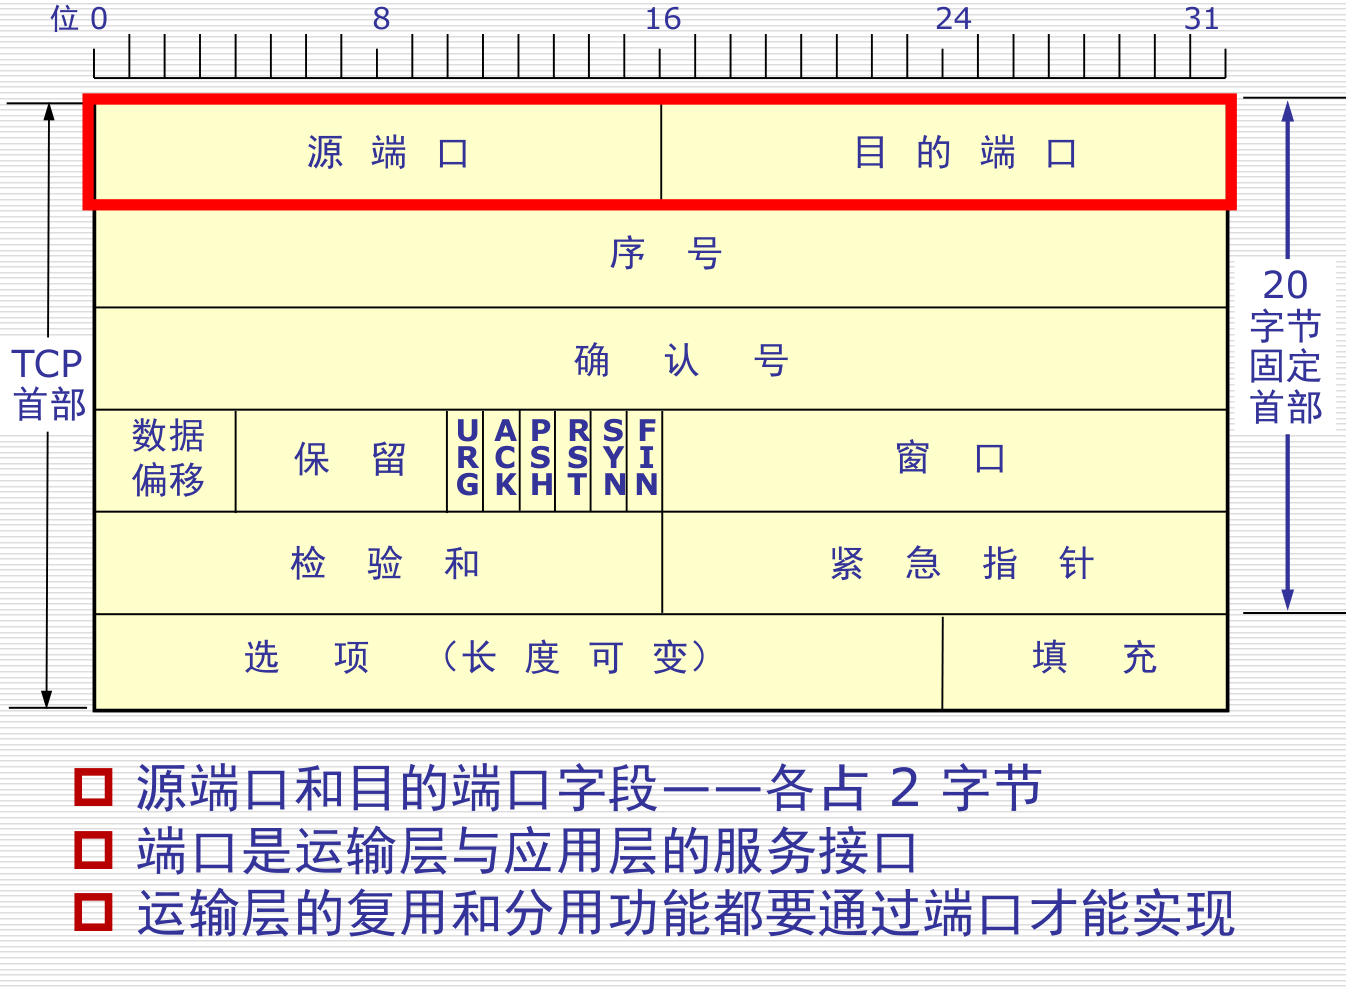 位 0 8 16 24 31
源 端 口 目 的 端 口
序 号
20
字节
固定
首部
确 认 号
TCP
首部
数据
偏移
保 留
URG
ACK
PSH
RST
SYN
FIN
窗 口
检 验 和 紧 急 指 针
选 项 （长 度 可 变） 填 充
源端口和目的端口字段——各占 2 字节
端口是运输层与应用层的服务接口
运输层的复用和分用功能都要通过端口才能实现